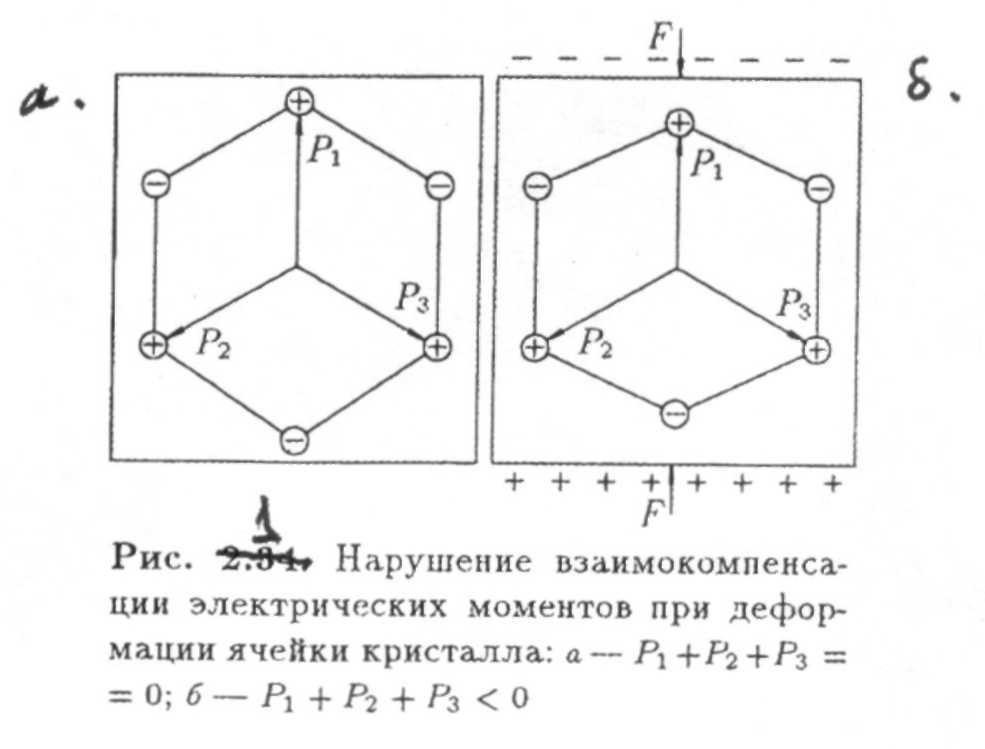 F
− − − − − − − −
а. б.
+ +
P₁ P₁
− − − −
P₃ P₃
+ P₂ + + P₂ +
− −
+ + + + + + + +
F
1
Рис. 2.34. Нарушение взаимокомпенса-
ции электрических моментов при дефор-
мации ячейки кристалла: а — P₁ + P₂ + P₃ =
= 0; б — P₁ + P₂ + P₃ < 0